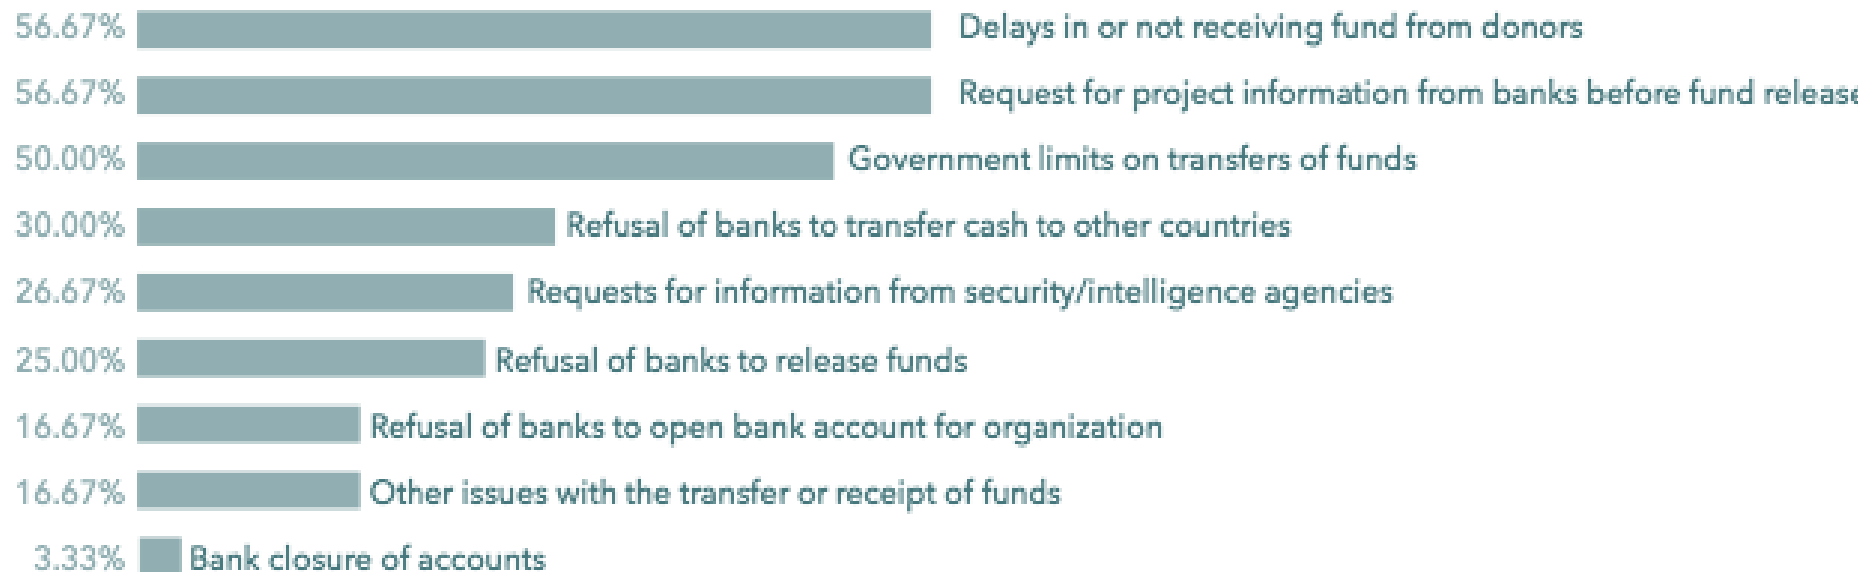 56.67% Delays in or not receiving fund from donors
56.67% Request for project information from banks before fund release
50.00% Government limits on transfers of funds
30.00% Refusal of banks to transfer cash to other countries
26.67% Requests for information from security/intelligence agencies
25.00% Refusal of banks to release funds
16.67% Refusal of banks to open bank account for organization
16.67% Other issues with the transfer or receipt of funds
3.33% Bank closure of accounts